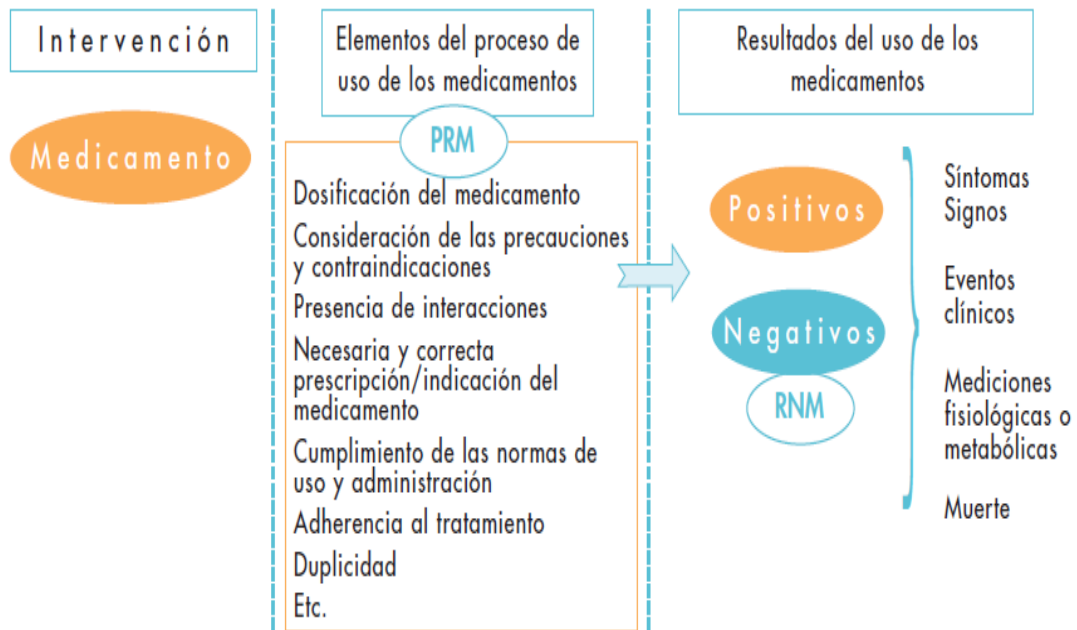 Intervención
Medicamento
Elementos del proceso de
uso de los medicamentos
PRM
Dosificación del medicamento
Consideración de las precauciones
y contraindicaciones
Presencia de interacciones
Necesaria y correcta
prescripción/indicación del
medicamento
Cumplimiento de las normas de
uso y administración
Adherencia al tratamiento
Duplicidad
Etc.
Resultados del uso de los
medicamentos
Positivos
Negativos
RNM
Síntomas
Signos
Eventos
clínicos
Mediciones
fisiológicas o
metabólicas
Muerte